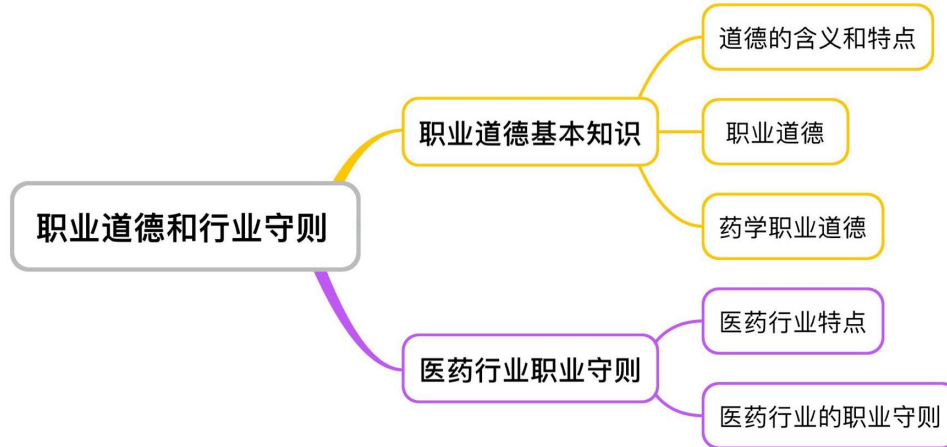 职业道德和行业守则
职业道德基本知识
道德的含义和特点
职业道德
药学职业道德
医药行业职业守则
医药行业特点
医药行业的职业守则